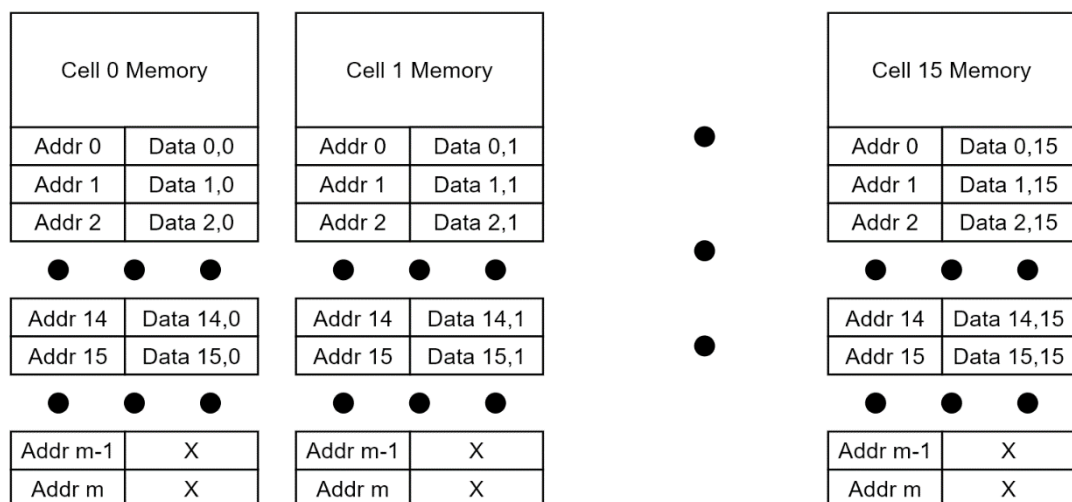 Cell 0 Memory Cell 1 Memory Cell 15 Memory
Addr 0 Data 0,0 Addr 0 Data 0,1 Addr 0 Data 0,15
Addr 1 Data 1,0 Addr 1 Data 1,1 Addr 1 Data 1,15
Addr 2 Data 2,0 Addr 2 Data 2,1 Addr 2 Data 2,15
Addr 14 Data 14,0 Addr 14 Data 14,1 Addr 14 Data 14,15
Addr 15 Data 15,0 Addr 15 Data 15,1 Addr 15 Data 15,15
Addr m-1 X Addr m-1 X Addr m-1 X
Addr m X Addr m X Addr m X